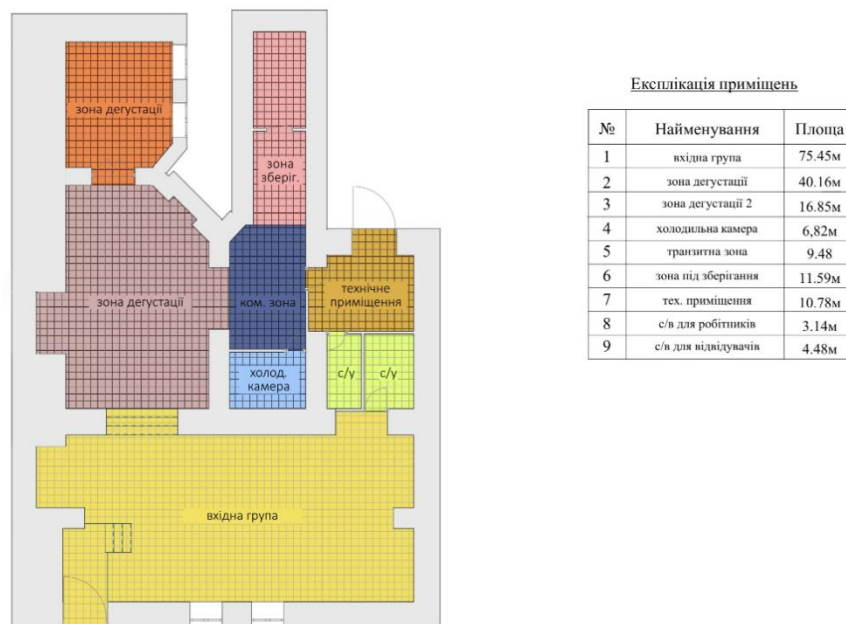 зона дегустації
зона
зберіг.
зона дегустації
ком. зона
технічне
приміщення
холод.
камера
с/у
с/у
вхідна група
Експлікація приміщень
№ Найменування Площа
1 вхідна група 75.45м
2 зона дегустації 40.16м
3 зона дегустації 2 16.85м
4 холодильна камера 6,82м
5 транзитна зона 9.48
6 зона під зберігання 11.59м
7 тех. приміщення 10.78м
8 с/в для робітників 3.14м
9 с/в для відвідувачів 4.48м